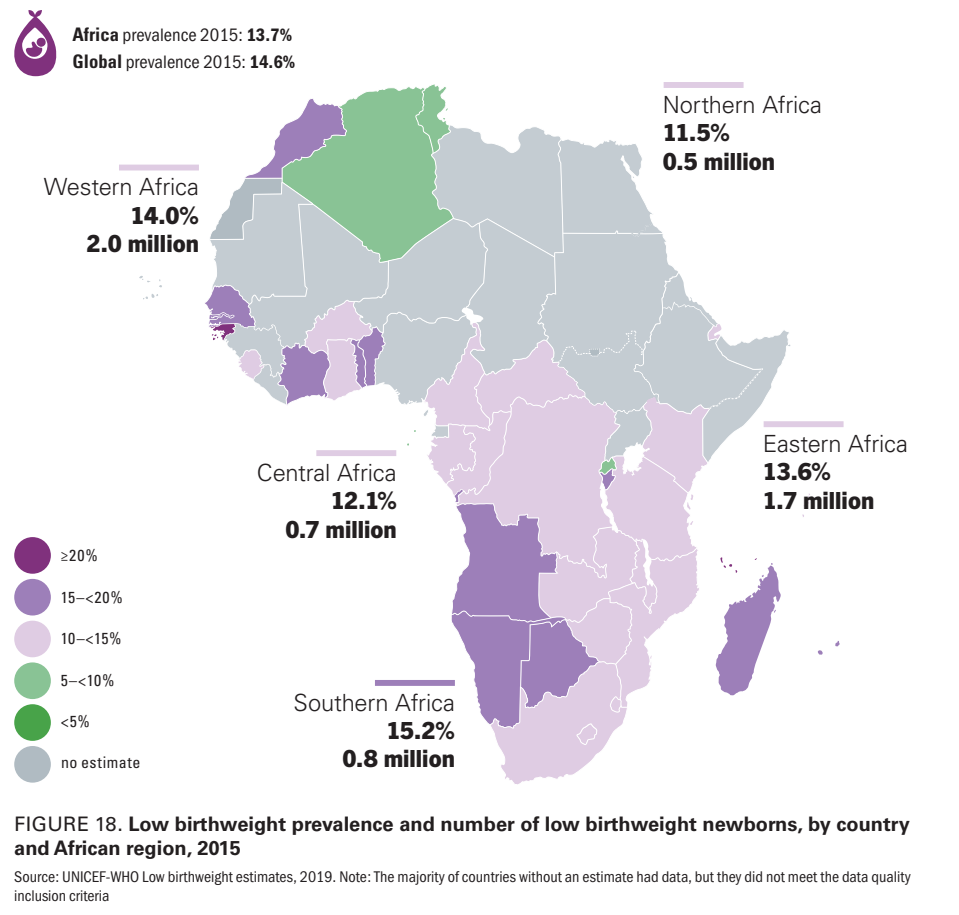 Africa prevalence 2015: 13.7%
Global prevalence 2015: 14.6%
Northern Africa
11.5%
0.5 million
Western Africa
14.0%
2.0 million
Eastern Africa
13.6%
1.7 million
Central Africa
12.1%
0.7 million
≥20%
15–<20%
10–<15%
5–<10%
<5%
no estimate
Southern Africa
15.2%
0.8 million
FIGURE 18. Low birthweight prevalence and number of low birthweight newborns, by country
and African region, 2015
Source: UNICEF-WHO Low birthweight estimates, 2019. Note: The majority of countries without an estimate had data, but they did not meet the data quality
inclusion criteria